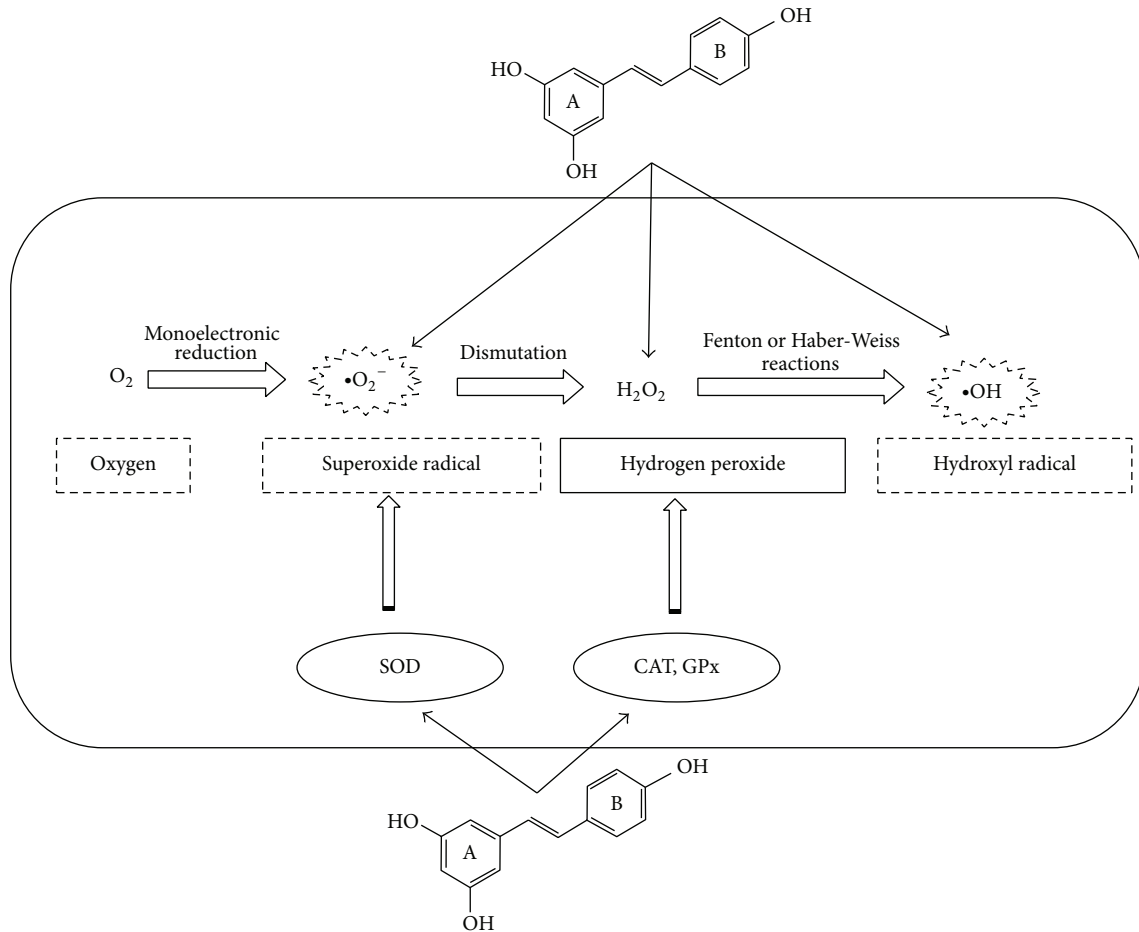 OH
B
HO
A
OH
Monoelectronic
reduction
Dismutation
Fenton or Haber-Weiss
reactions
O₂
•O₂⁻
H₂O₂
•OH
Oxygen
Superoxide radical
Hydrogen peroxide
Hydroxyl radical
SOD
CAT, GPx
OH
B
HO
A
OH